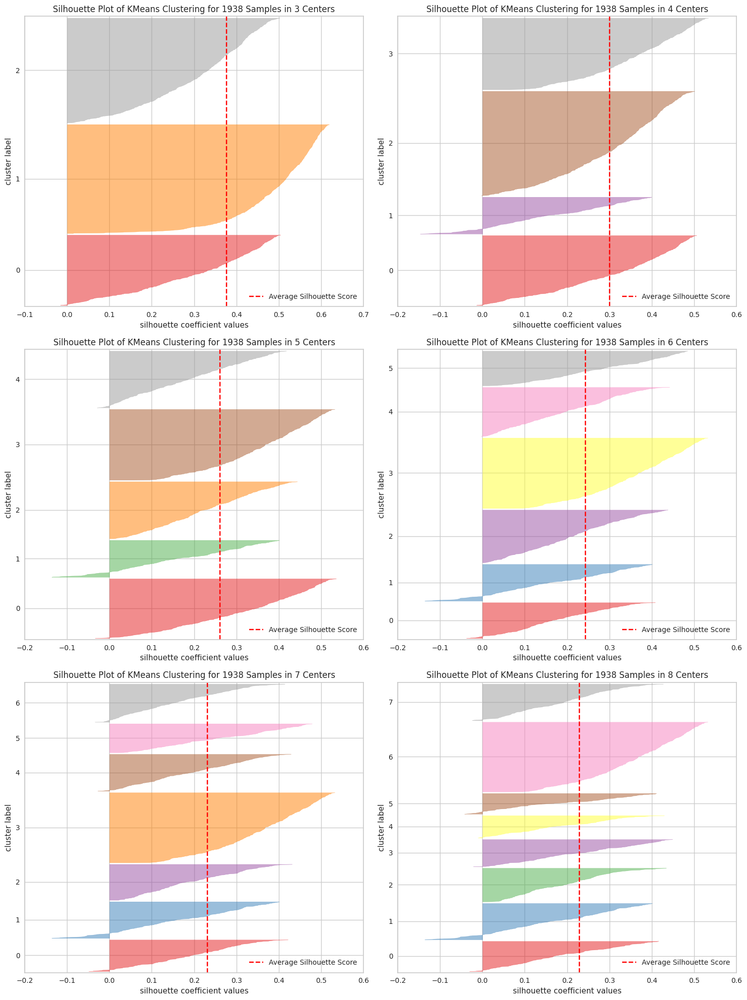 Silhouette Plot of KMeans Clustering for 1938 Samples in 3 Centers
2
1
0
cluster label
Average Silhouette Score
−0.1 0.0 0.1 0.2 0.3 0.4 0.5 0.6 0.7
silhouette coefficient values
Silhouette Plot of KMeans Clustering for 1938 Samples in 4 Centers
3
2
1
0
cluster label
Average Silhouette Score
−0.2 −0.1 0.0 0.1 0.2 0.3 0.4 0.5 0.6
silhouette coefficient values
Silhouette Plot of KMeans Clustering for 1938 Samples in 5 Centers
4
3
2
1
0
cluster label
Average Silhouette Score
−0.2 −0.1 0.0 0.1 0.2 0.3 0.4 0.5 0.6
silhouette coefficient values
Silhouette Plot of KMeans Clustering for 1938 Samples in 6 Centers
5
4
3
2
1
0
cluster label
Average Silhouette Score
−0.2 −0.1 0.0 0.1 0.2 0.3 0.4 0.5 0.6
silhouette coefficient values
Silhouette Plot of KMeans Clustering for 1938 Samples in 7 Centers
6
5
4
3
2
1
0
cluster label
Average Silhouette Score
−0.2 −0.1 0.0 0.1 0.2 0.3 0.4 0.5 0.6
silhouette coefficient values
Silhouette Plot of KMeans Clustering for 1938 Samples in 8 Centers
7
6
5
4
3
2
1
0
cluster label
Average Silhouette Score
−0.2 −0.1 0.0 0.1 0.2 0.3 0.4 0.5 0.6
silhouette coefficient values